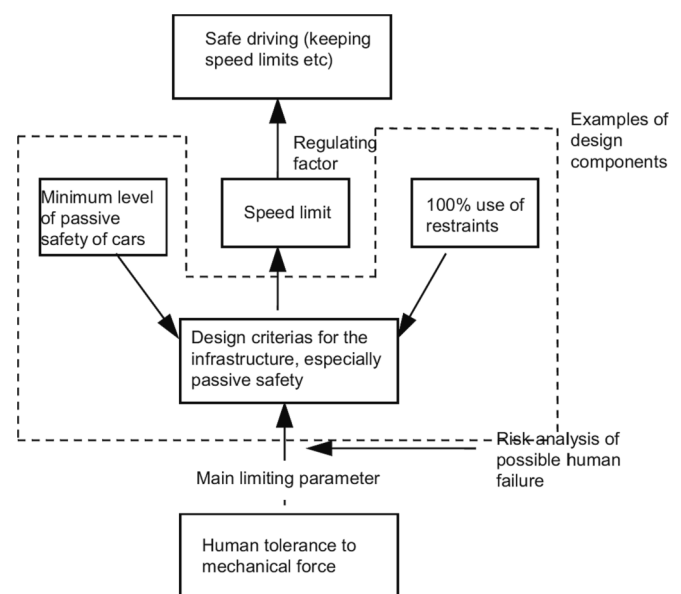 Safe driving (keeping
speed limits etc)
Examples of
design
components
Regulating
factor
Minimum level
of passive
safety of cars
Speed limit
100% use of
restraints
Design criterias for the
infrastructure, especially
passive safety
Risk analysis of
possible human
failure
Main limiting parameter
Human tolerance to
mechanical force